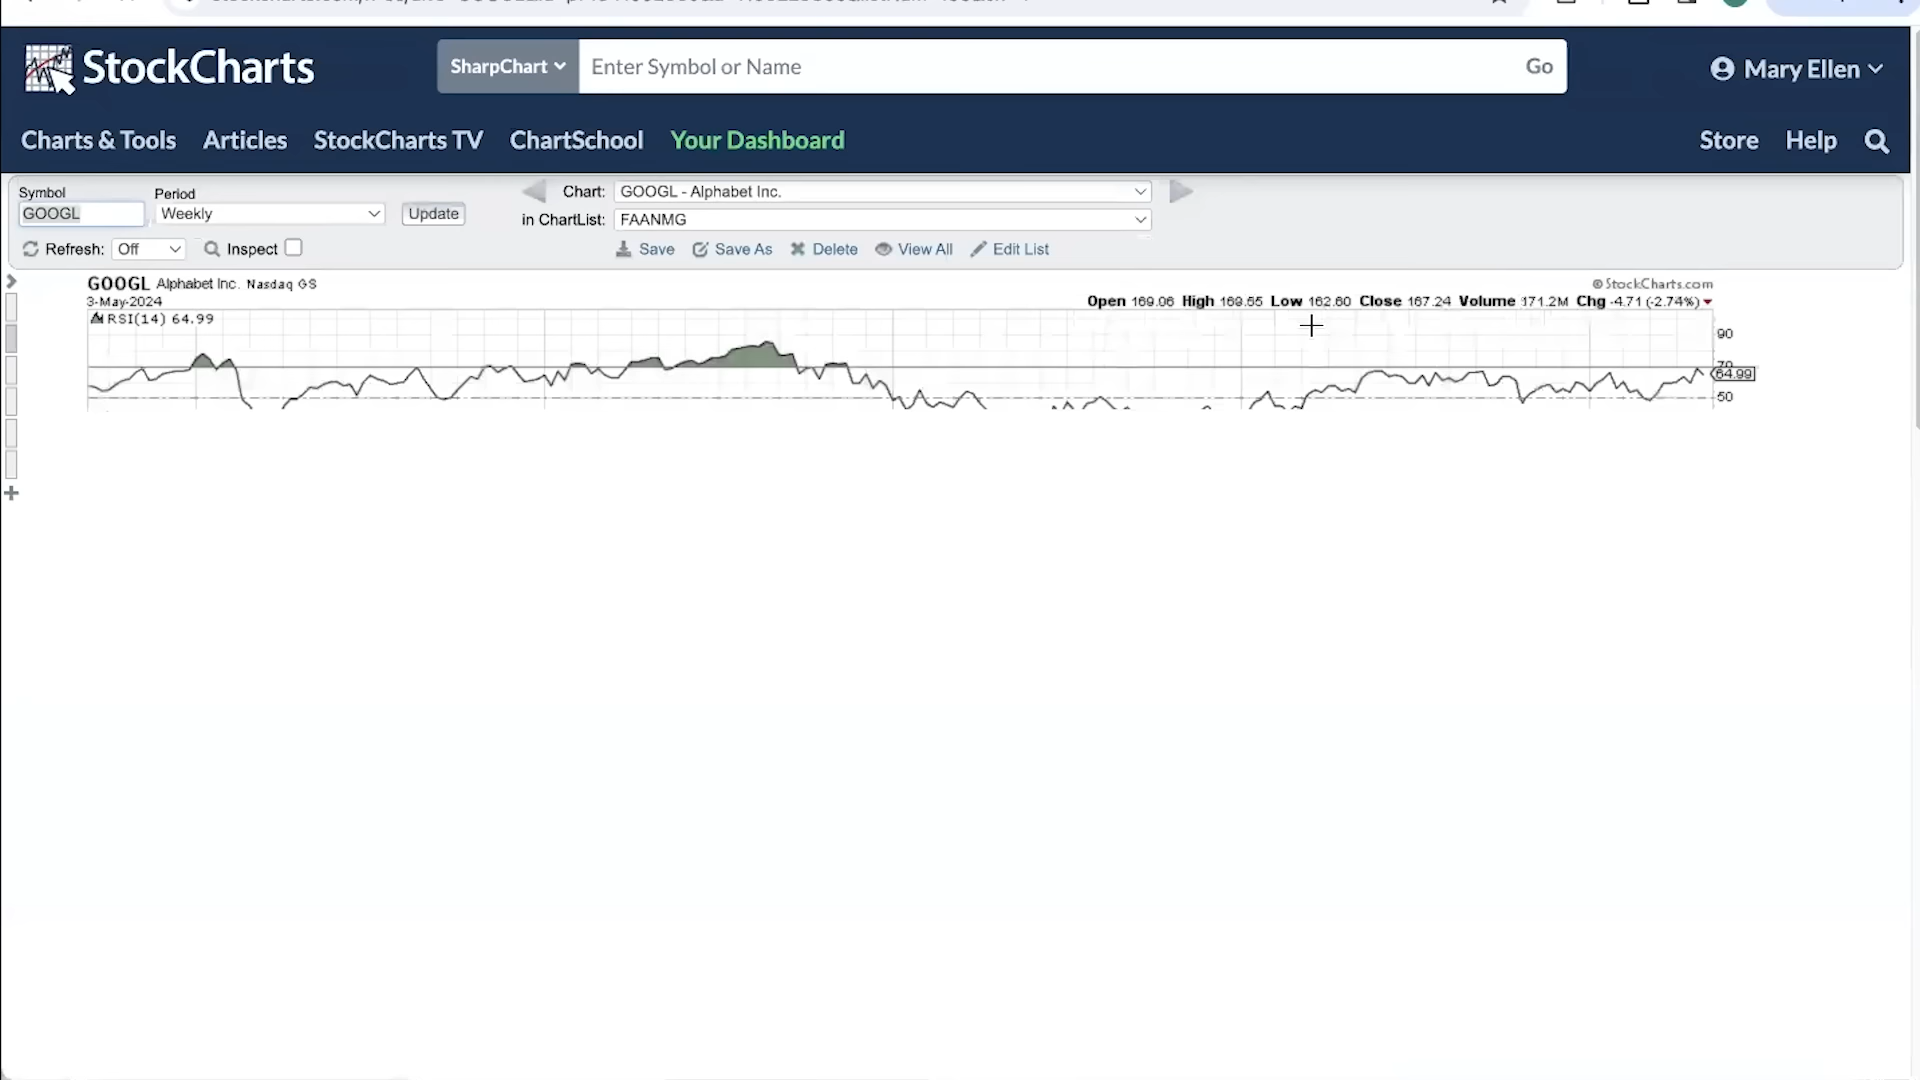 StockCharts
SharpChart
Enter Symbol or Name
Go
Mary Ellen
Charts & Tools
Articles
StockCharts TV
ChartSchool
Your Dashboard
Store
Help
Symbol
Period
Chart:
GOOGL - Alphabet Inc.
GOOGL
Weekly
Update
in ChartList:
FAANMG
Refresh:
Off
Inspect
Save
Save As
Delete
View All
Edit List
GOOGL Alphabet Inc. Nasdaq GS
© StockCharts.com
3-May-2024
Open 169.06 High 169.55 Low 162.60 Close 167.24 Volume 171.2M Chg -4.71 (-2.74%)
RSI(14) 64.99
90
70
64.99
50